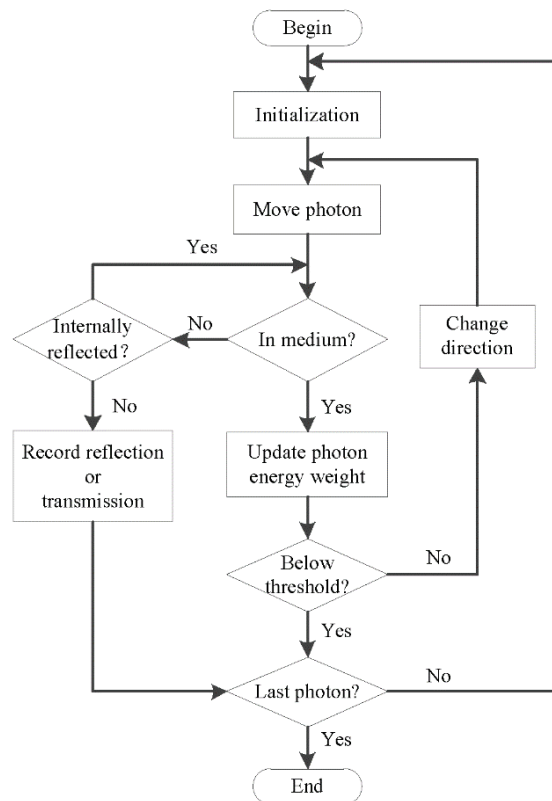 Begin
Initialization
Move photon
Yes
Internally
reflected?
No
In medium?
Change
direction
No
Yes
Record reflection
or
transmission
Update photon
energy weight
Below
threshold?
No
Yes
Last photon?
No
Yes
End